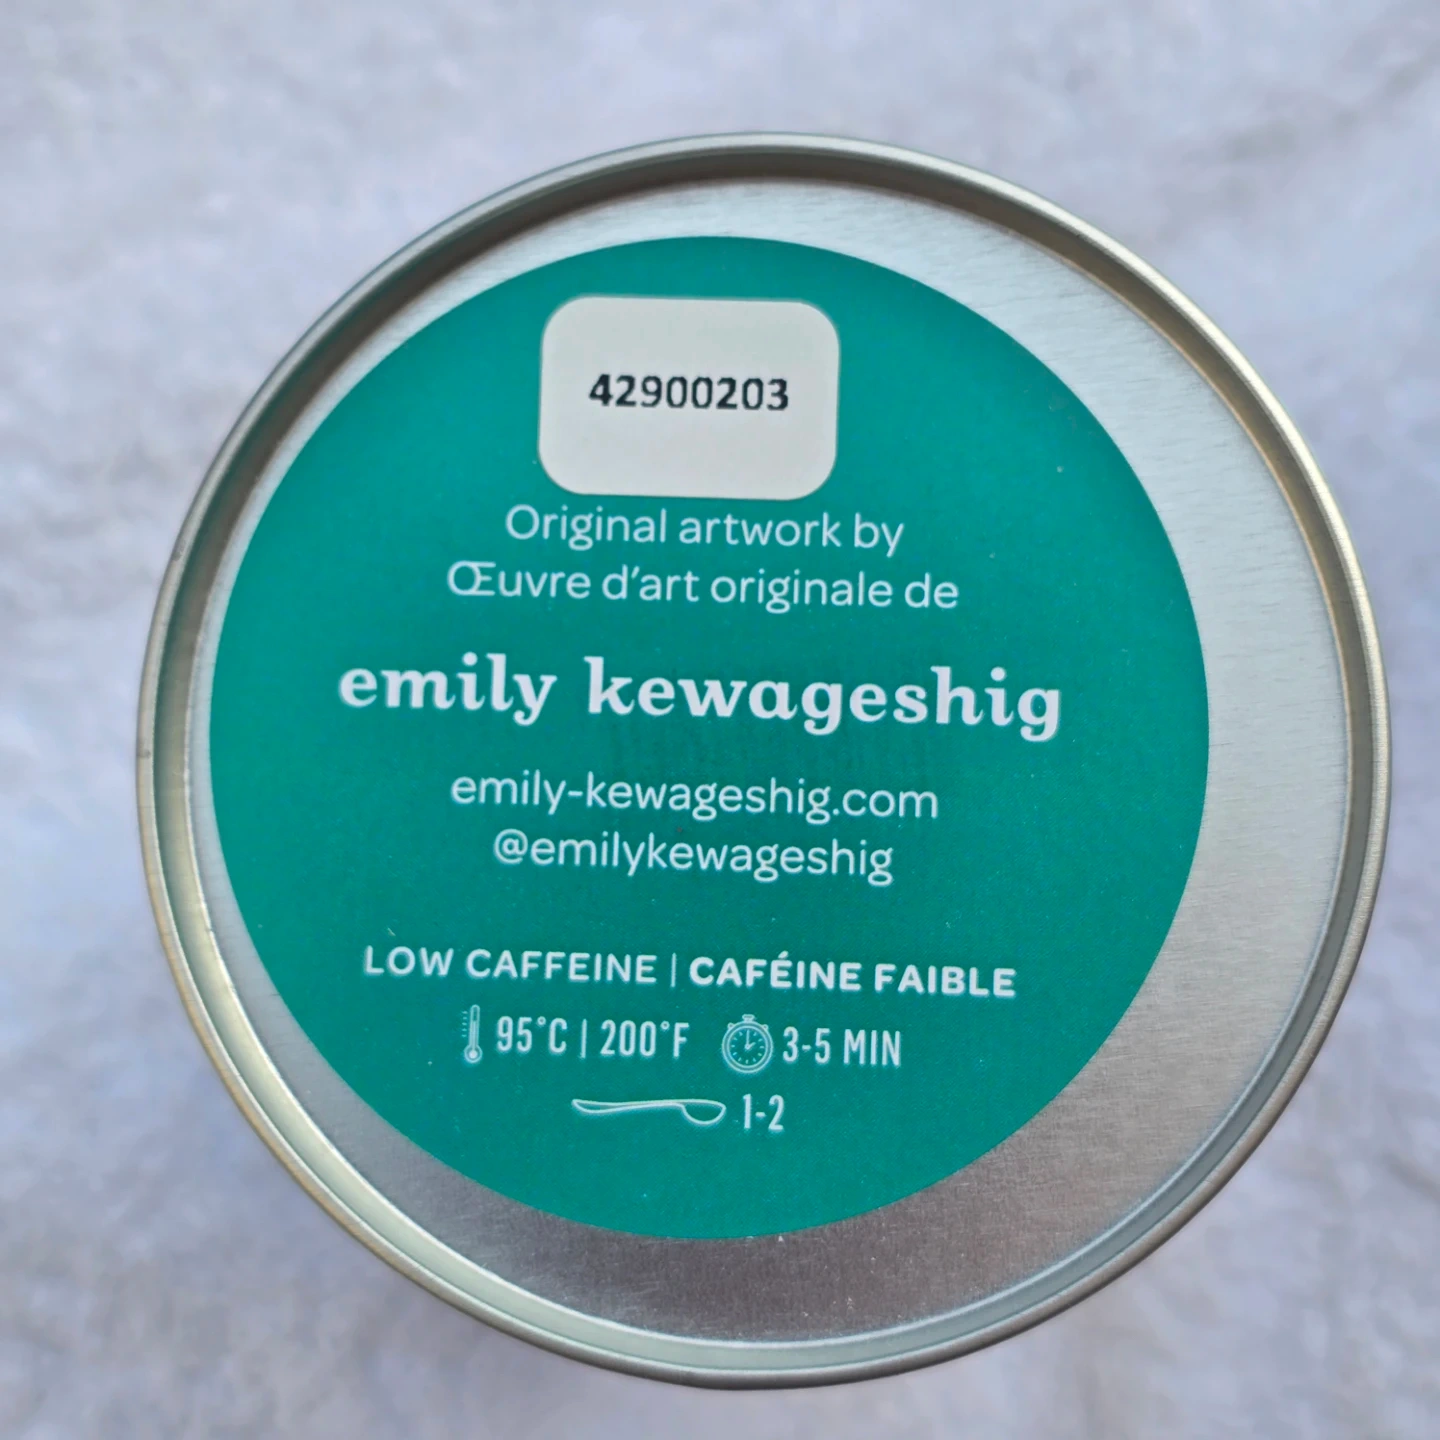 42900203
Original artwork by
Œuvre d'art originale de
emily kewageshig
emily-kewageshig.com
@emilykewageshig
LOW CAFFEINE | CAFÉINE FAIBLE
95°C | 200°F 3-5 MIN
1-2